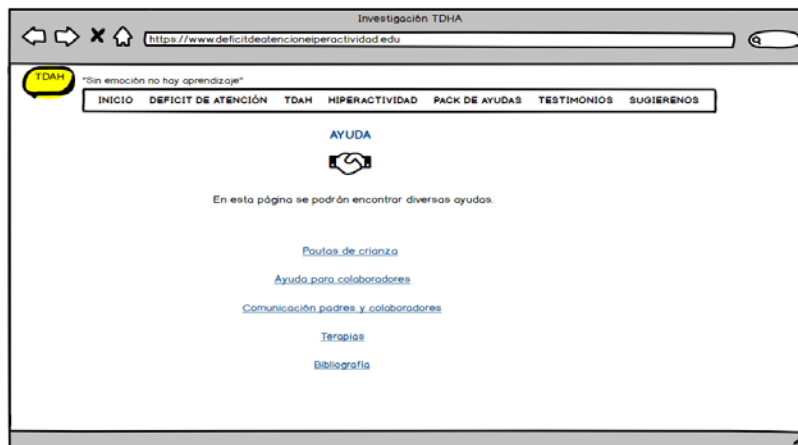 Investigación TDHA
https://www.deficitdeatencioneiperactividad.edu
TDAH
"Sin emoción no hay aprendizaje"
INICIO DEFICIT DE ATENCIÓN TDAH HIPERACTIVIDAD PACK DE AYUDAS TESTIMONIOS SUGIERENOS
AYUDA
En esta página se podrán encontrar diversas ayudas.
Pautas de crianza
Ayuda para colaboradores
Comunicación padres y colaboradores
Terapias
Bibliografía